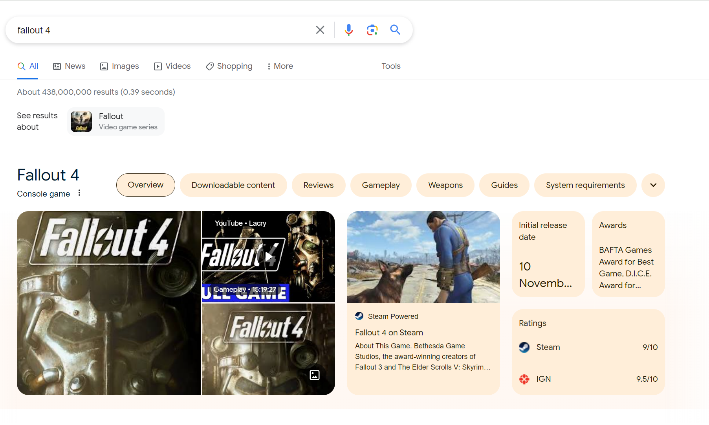 fallout 4
All
News
Images
Videos
Shopping
More
Tools
About 438,000,000 results (0.39 seconds)
See results
about
Fallout
Video game series
Fallout 4
Console game
Overview
Downloadable content
Reviews
Gameplay
Weapons
Guides
System requirements
Fallout 4
YouTube • Lacry
Fallout 4
Gameplay • 15:19:27
FULL GAME
Fallout 4
Steam Powered
Fallout 4 on Steam
About This Game. Bethesda Game
Studios, the award-winning creators of
Fallout 3 and The Elder Scrolls V: Skyrim...
Initial release
date
10
Novemb...
Awards
BAFTA Games
Award for Best
Game, D.I.C.E.
Award for...
Ratings
Steam
9/10
IGN
9.5/10